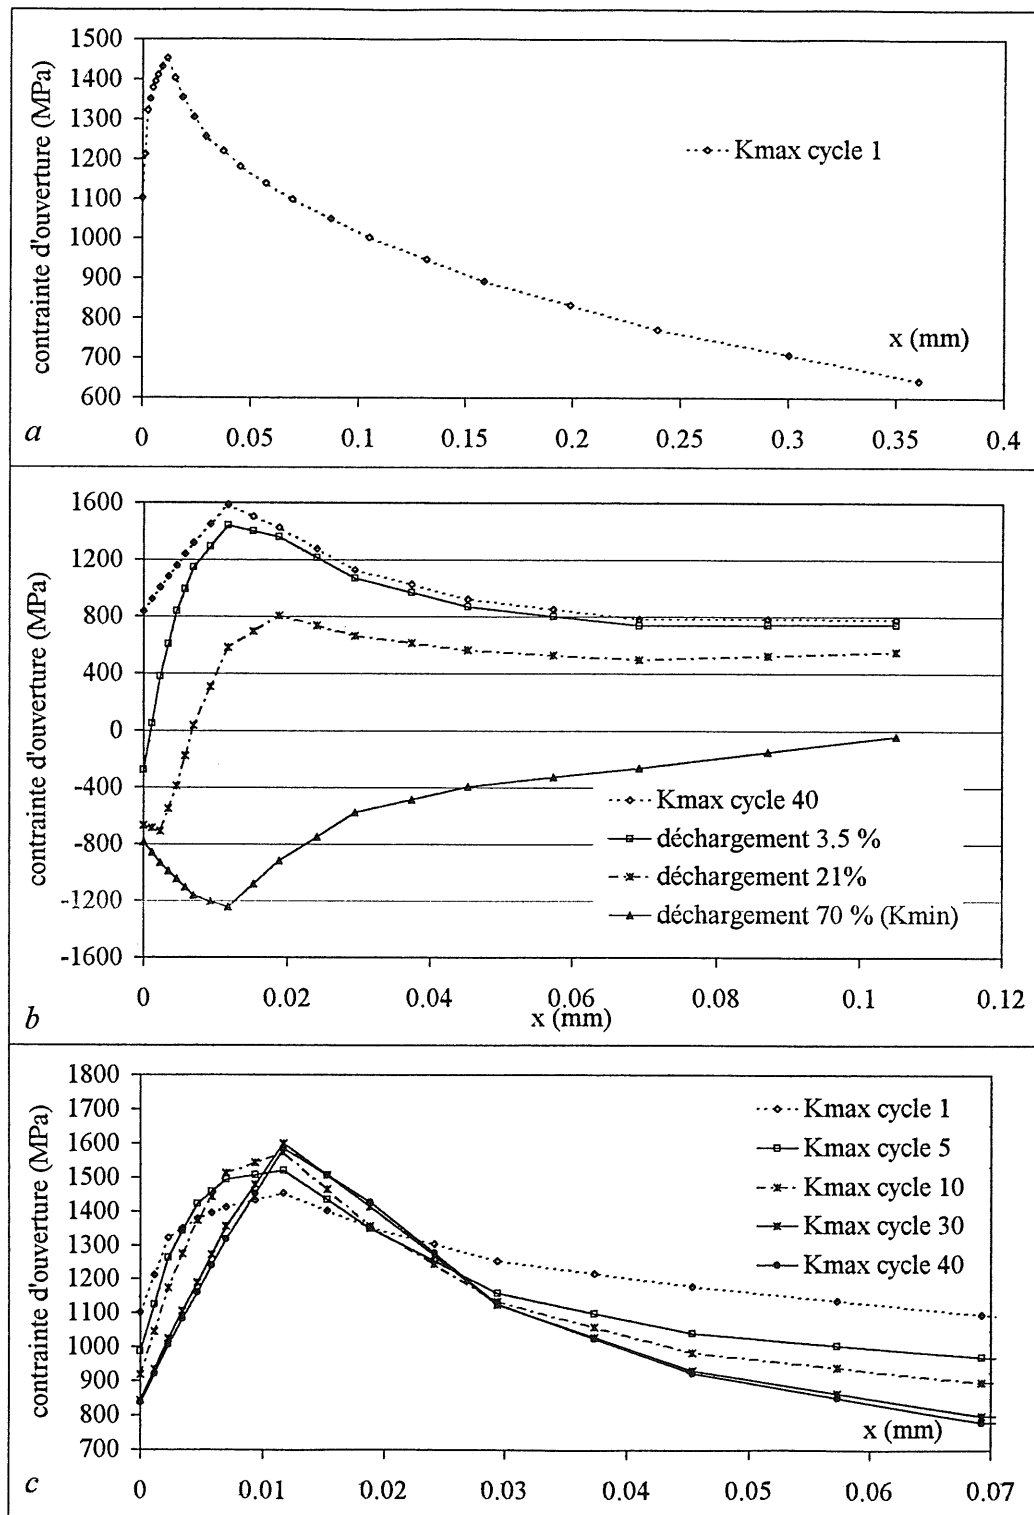 contrainte d'ouverture (MPa)
1500
1400
1300
1200
1100
1000
900
800
700
600
Kmax cycle 1
x (mm)
a
0 0.05 0.1 0.15 0.2 0.25 0.3 0.35 0.4
contrainte d'ouverture (MPa)
1600
1200
800
400
0
-400
-800
-1200
-1600
Kmax cycle 40
déchargement 3.5 %
déchargement 21%
déchargement 70 % (Kmin)
0 0.02 0.04 0.06 0.08 0.1 0.12
b
x (mm)
contrainte d'ouverture (MPa)
1800
1700
1600
1500
1400
1300
1200
1100
1000
900
800
700
Kmax cycle 1
Kmax cycle 5
Kmax cycle 10
Kmax cycle 30
Kmax cycle 40
x (mm)
c
0 0.01 0.02 0.03 0.04 0.05 0.06 0.07